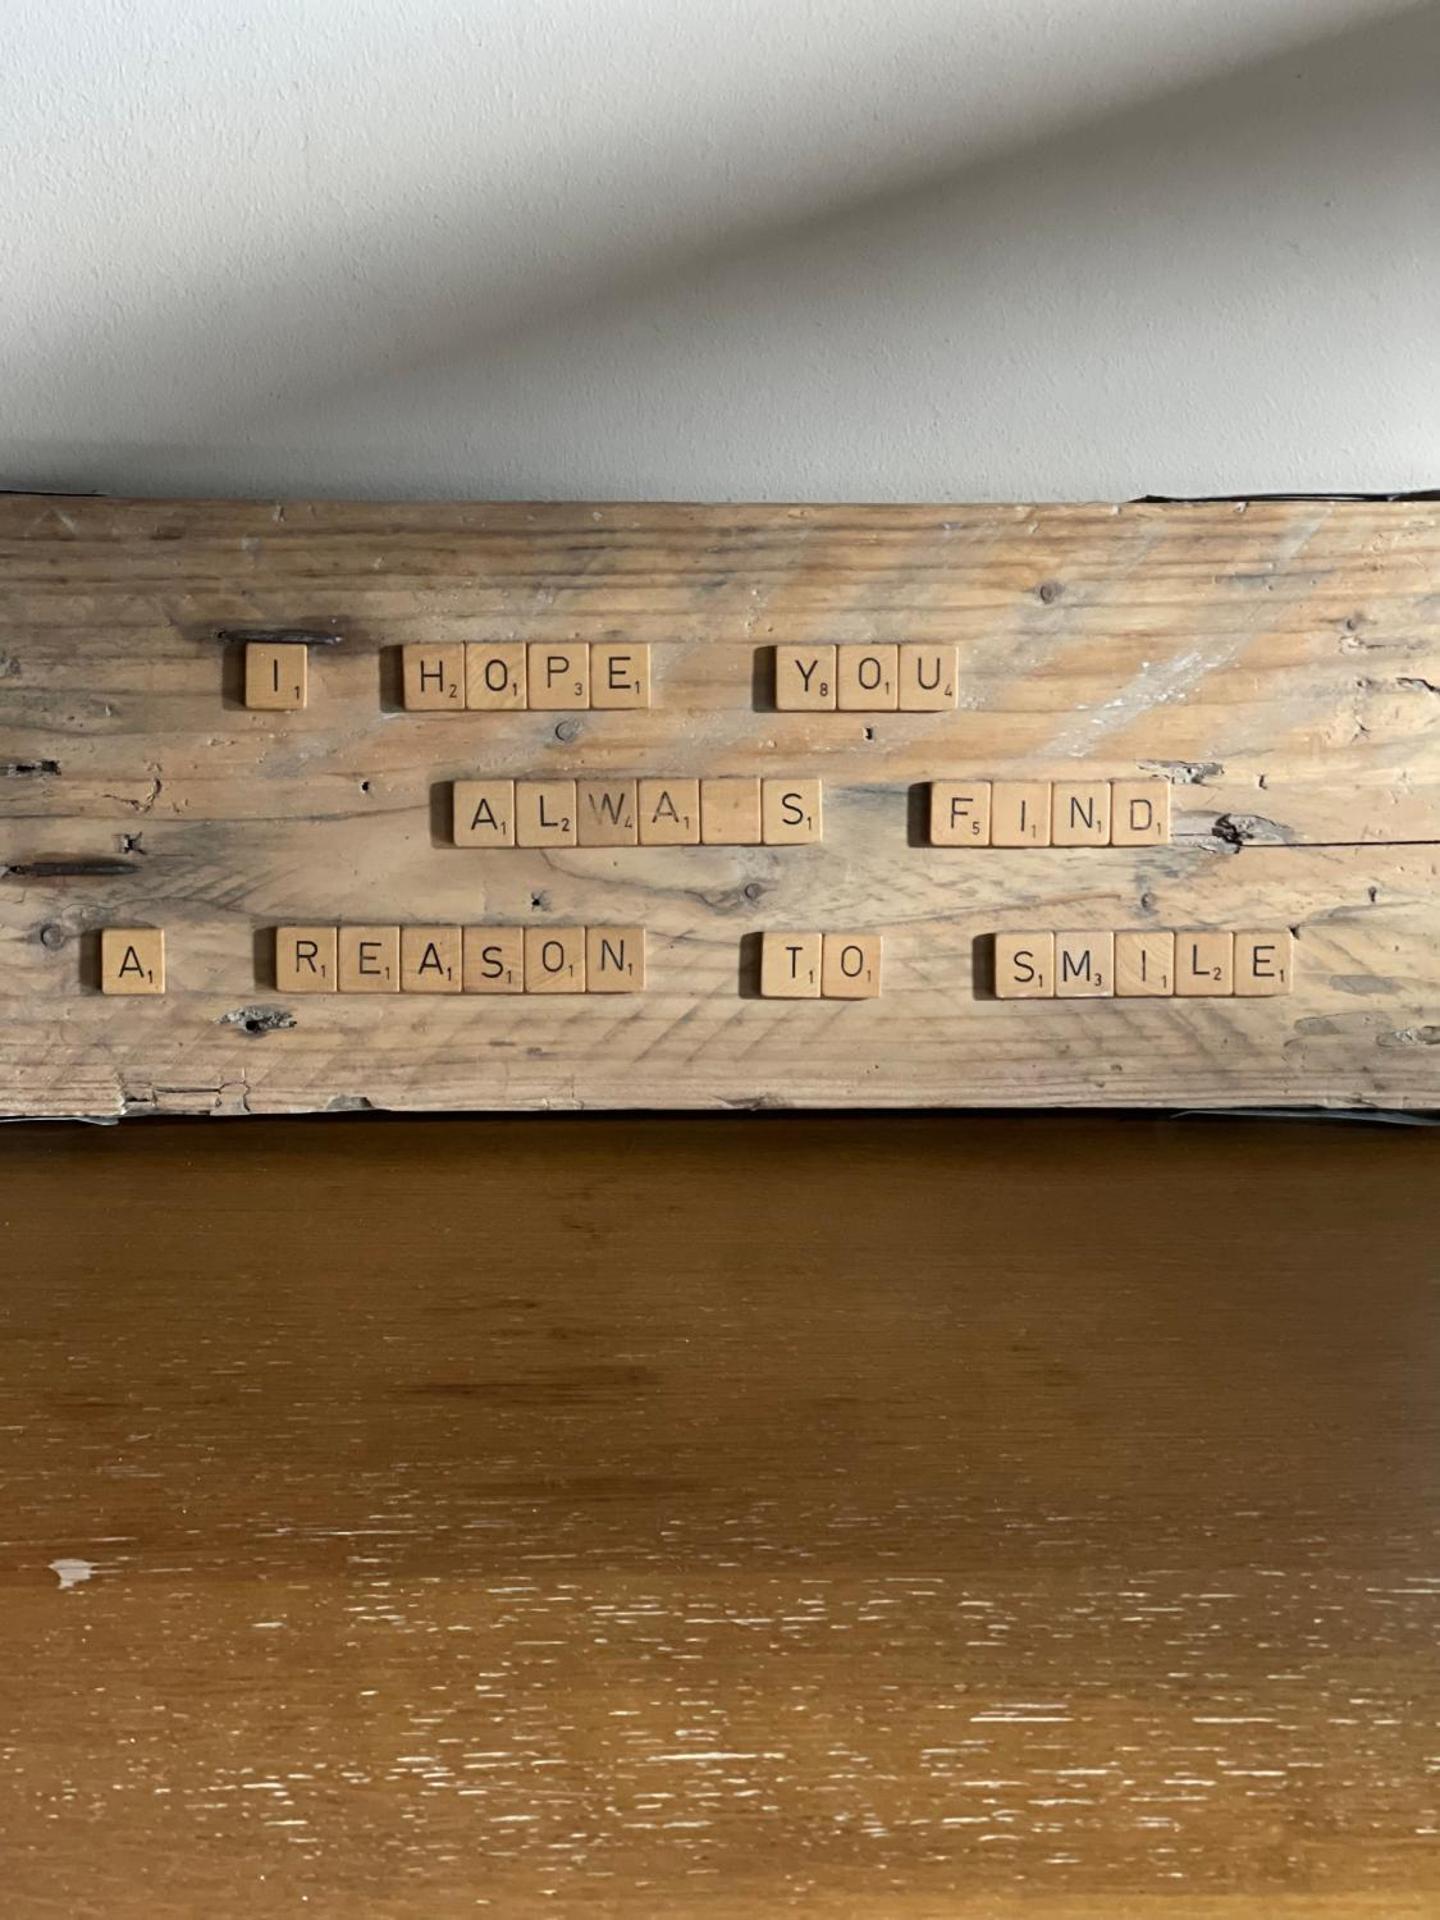 I HOPE YOU
ALWA S FIND
A REASON TO SMILE